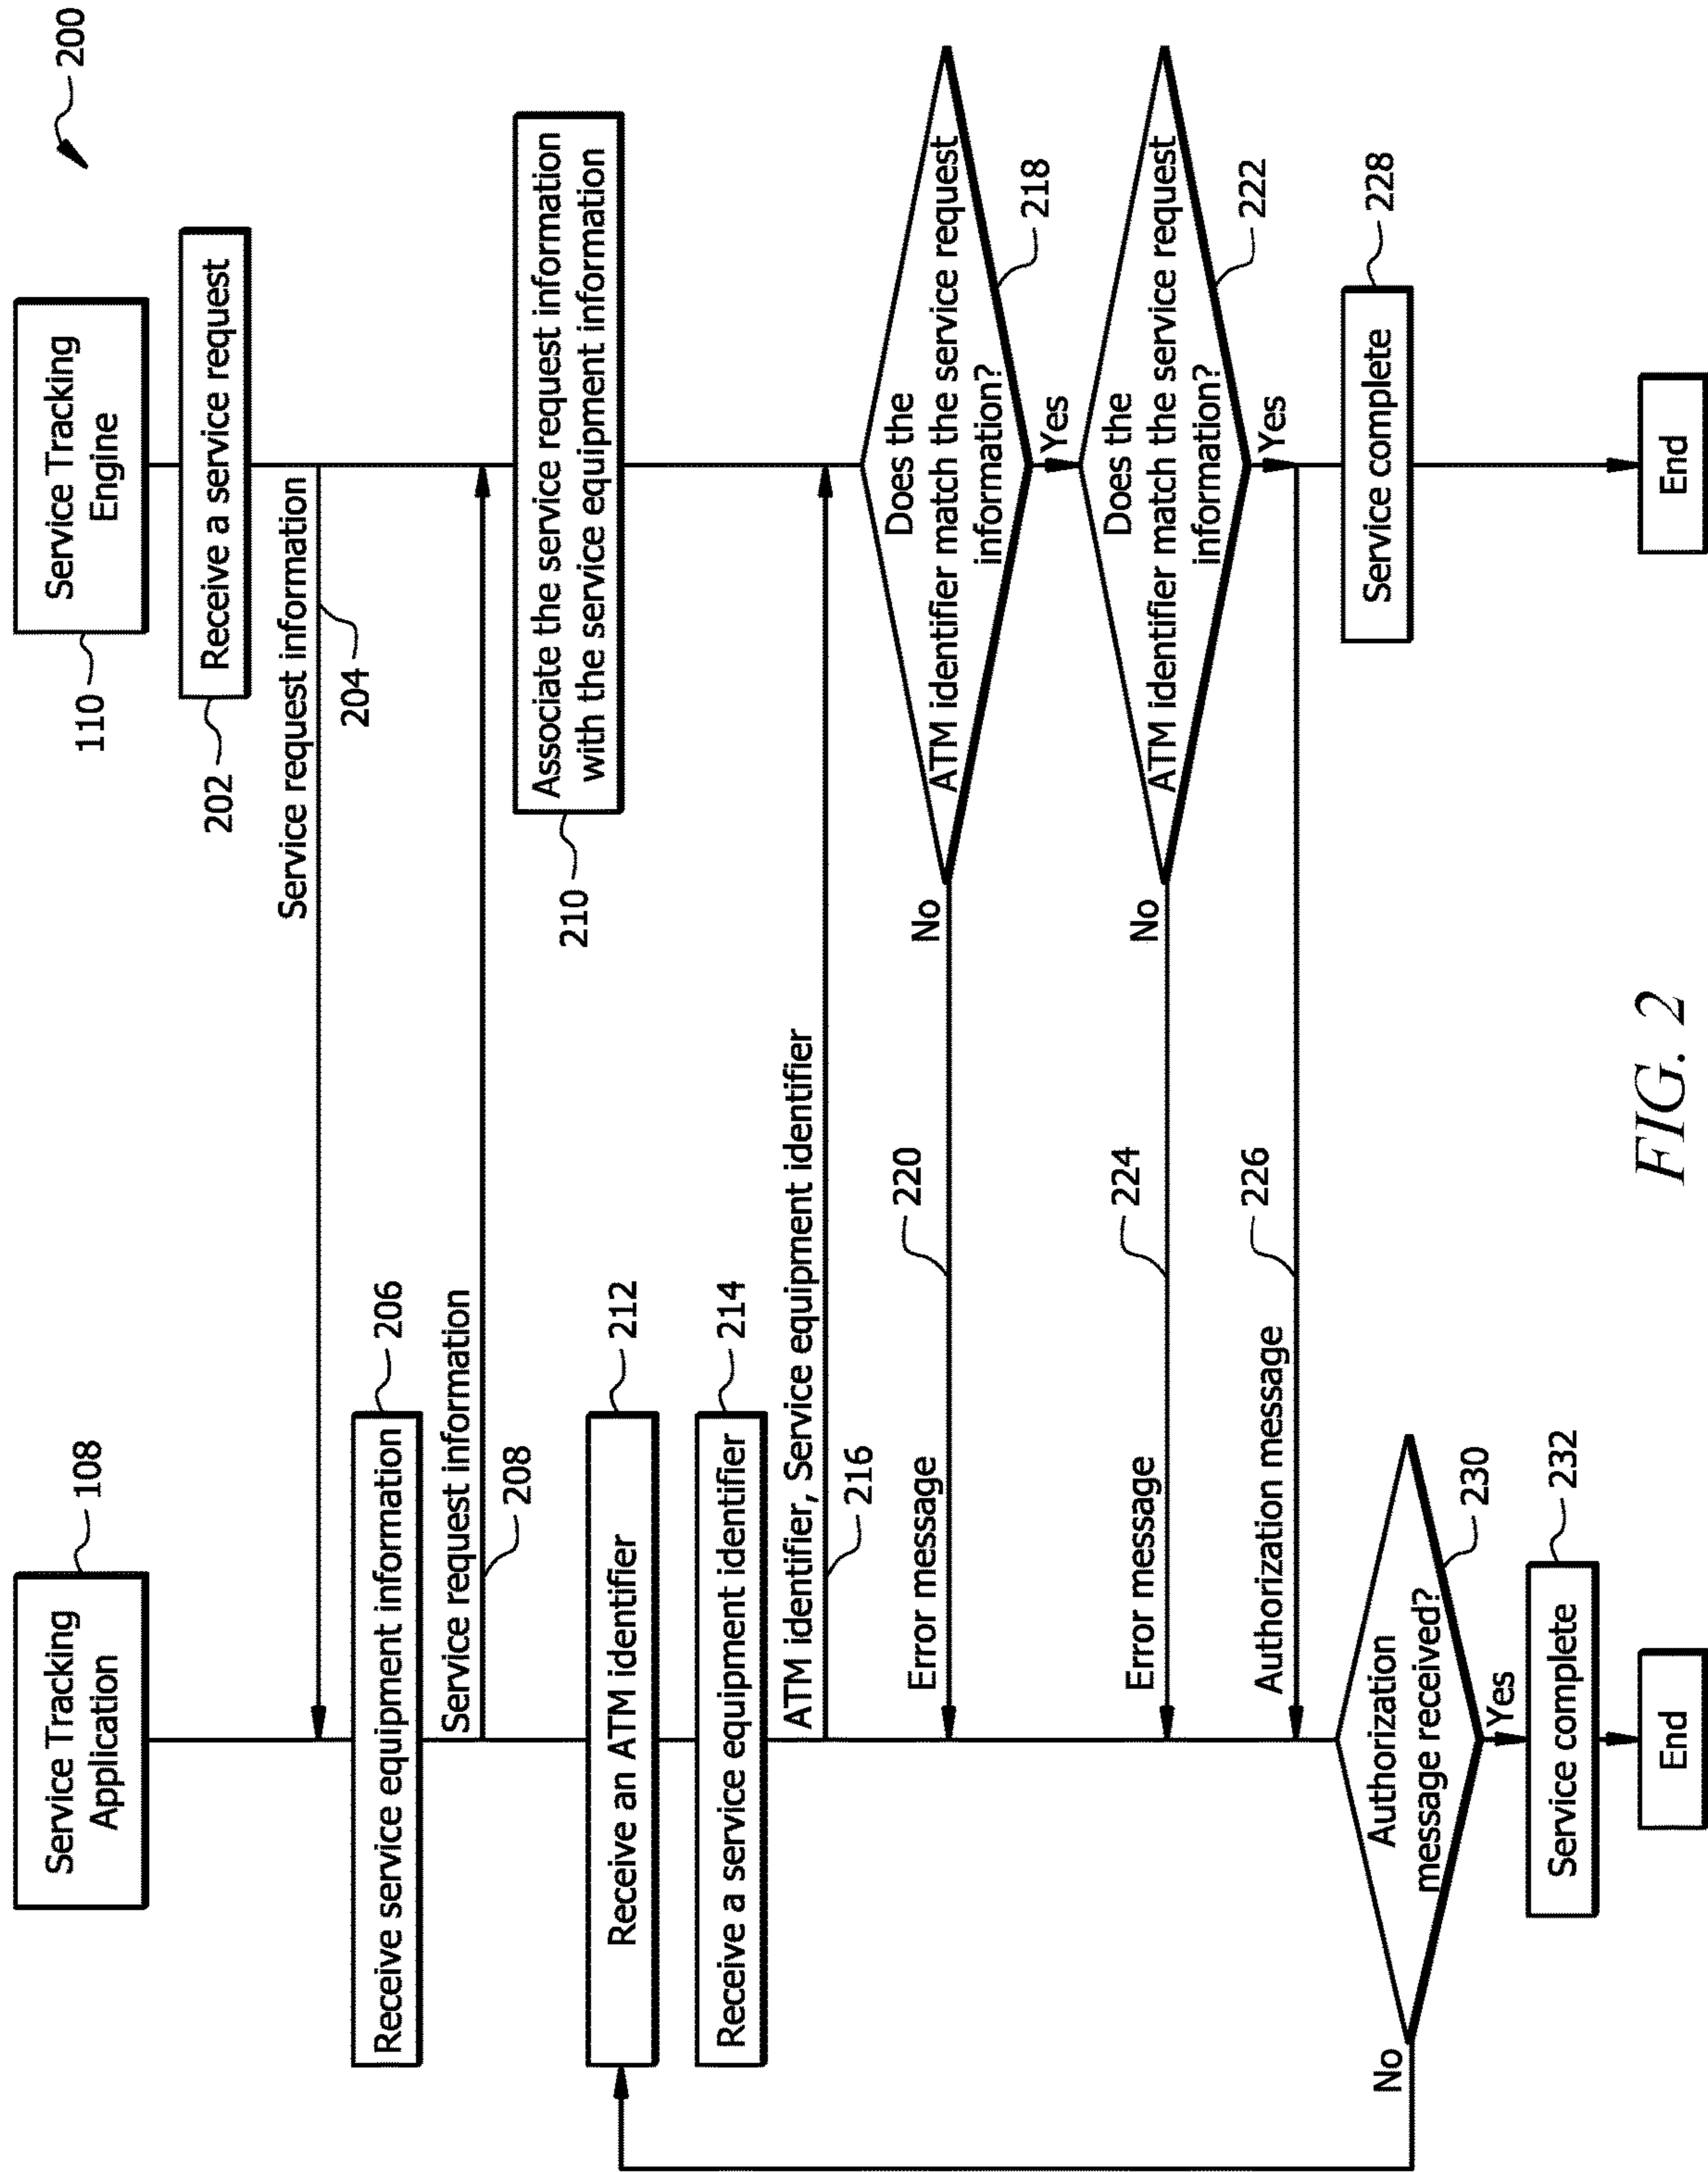 200
Service Tracking
Application
108
Service Tracking
Engine
110
Receive a service request
202
Service request information
204
Receive service equipment information
206
Service request information
208
Associate the service request information
with the service equipment information
210
Receive an ATM identifier
212
Receive a service equipment identifier
214
ATM identifier, Service equipment identifier
216
Does the
ATM identifier match the service request
information?
218
No
Yes
Error message
220
Does the
ATM identifier match the service request
information?
222
No
Yes
Error message
224
Authorization message
226
Service complete
228
Authorization
message received?
230
No
Yes
Service complete
232
End
End
FIG. 2